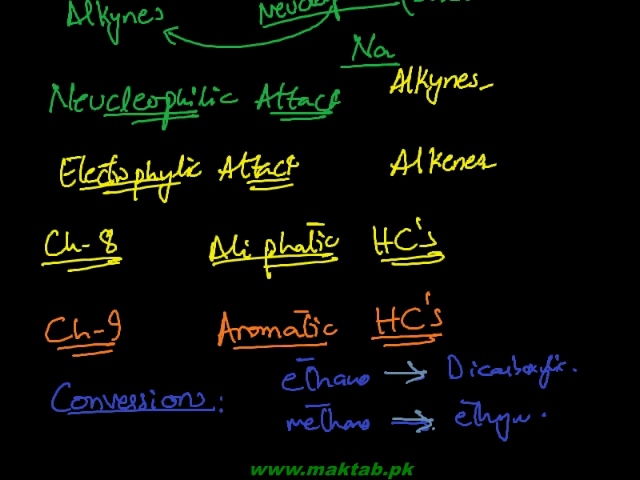 Alkynes
Na
Neucleophilic Attack Alkynes
Electrophylic Attack Alkenes
Ch-8 Aliphatic HC's
Ch-9 Aromatic HC's
ethane → Dicarboxylic.
Conversions: methane → ethyne.
www.maktab.pk